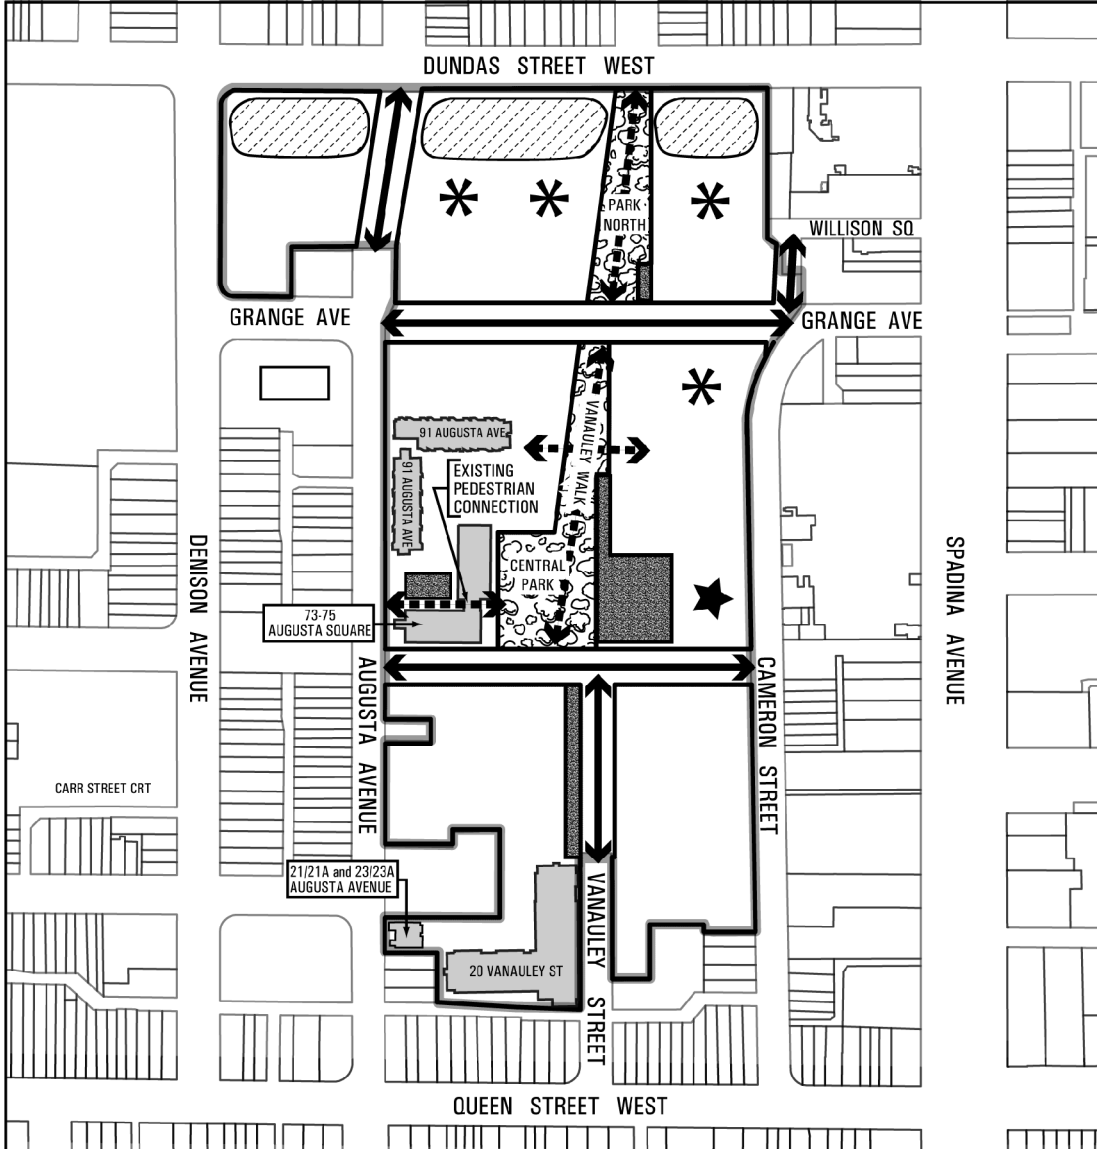 DUNDAS STREET WEST
PARK
NORTH
WILLISON SQ
GRANGE AVE
GRANGE AVE
91 AUGUSTA AVE
91 AUGUSTA AVE
EXISTING
PEDESTRIAN
CONNECTION
VANAULEY WALK
CENTRAL
PARK
73-75
AUGUSTA SQUARE
DENISON AVENUE
SPADINA AVENUE
AUGUSTA AVENUE
CAMERON STREET
CARR STREET CRT
21/21A and 23/23A
AUGUSTA AVENUE
VANAULEY STREET
20 VANAULEY ST
QUEEN STREET WEST